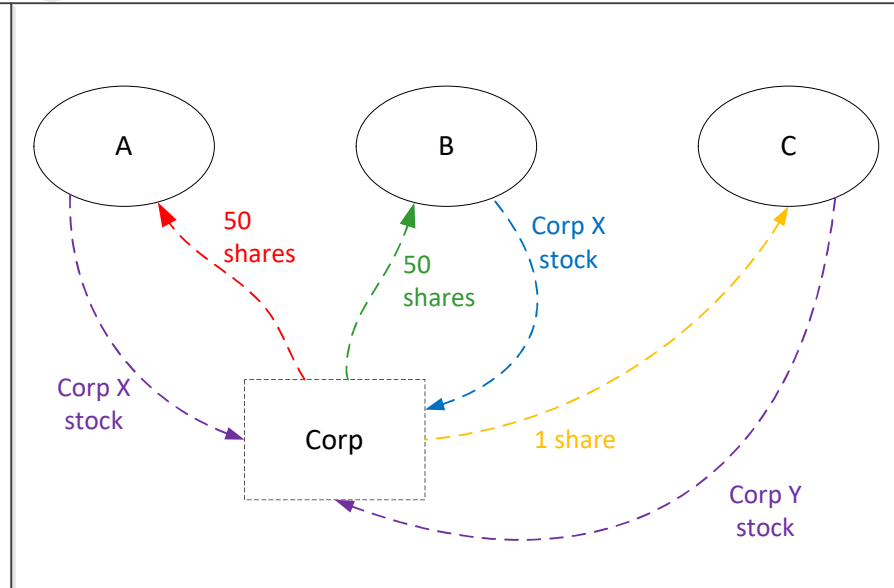 A
B
C
50
shares
Corp X
stock
50
shares
Corp X
stock
Corp
1 share
Corp Y
stock